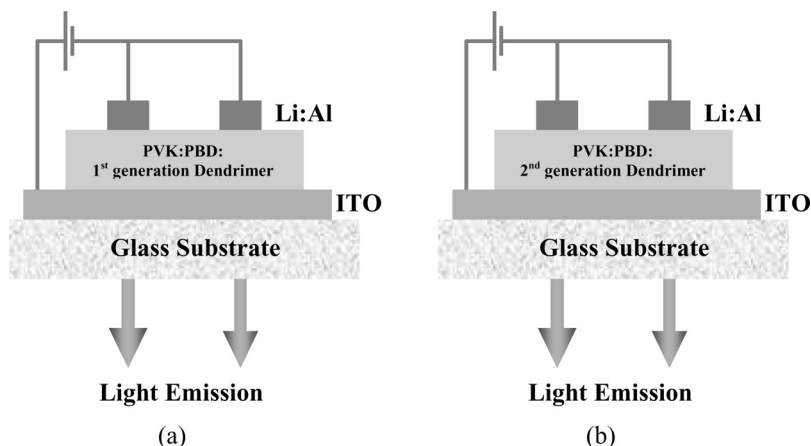 Li:Al
PVK:PBD:
1st generation Dendrimer
ITO
Glass Substrate
Light Emission
(a)
Li:Al
PVK:PBD:
2nd generation Dendrimer
ITO
Glass Substrate
Light Emission
(b)